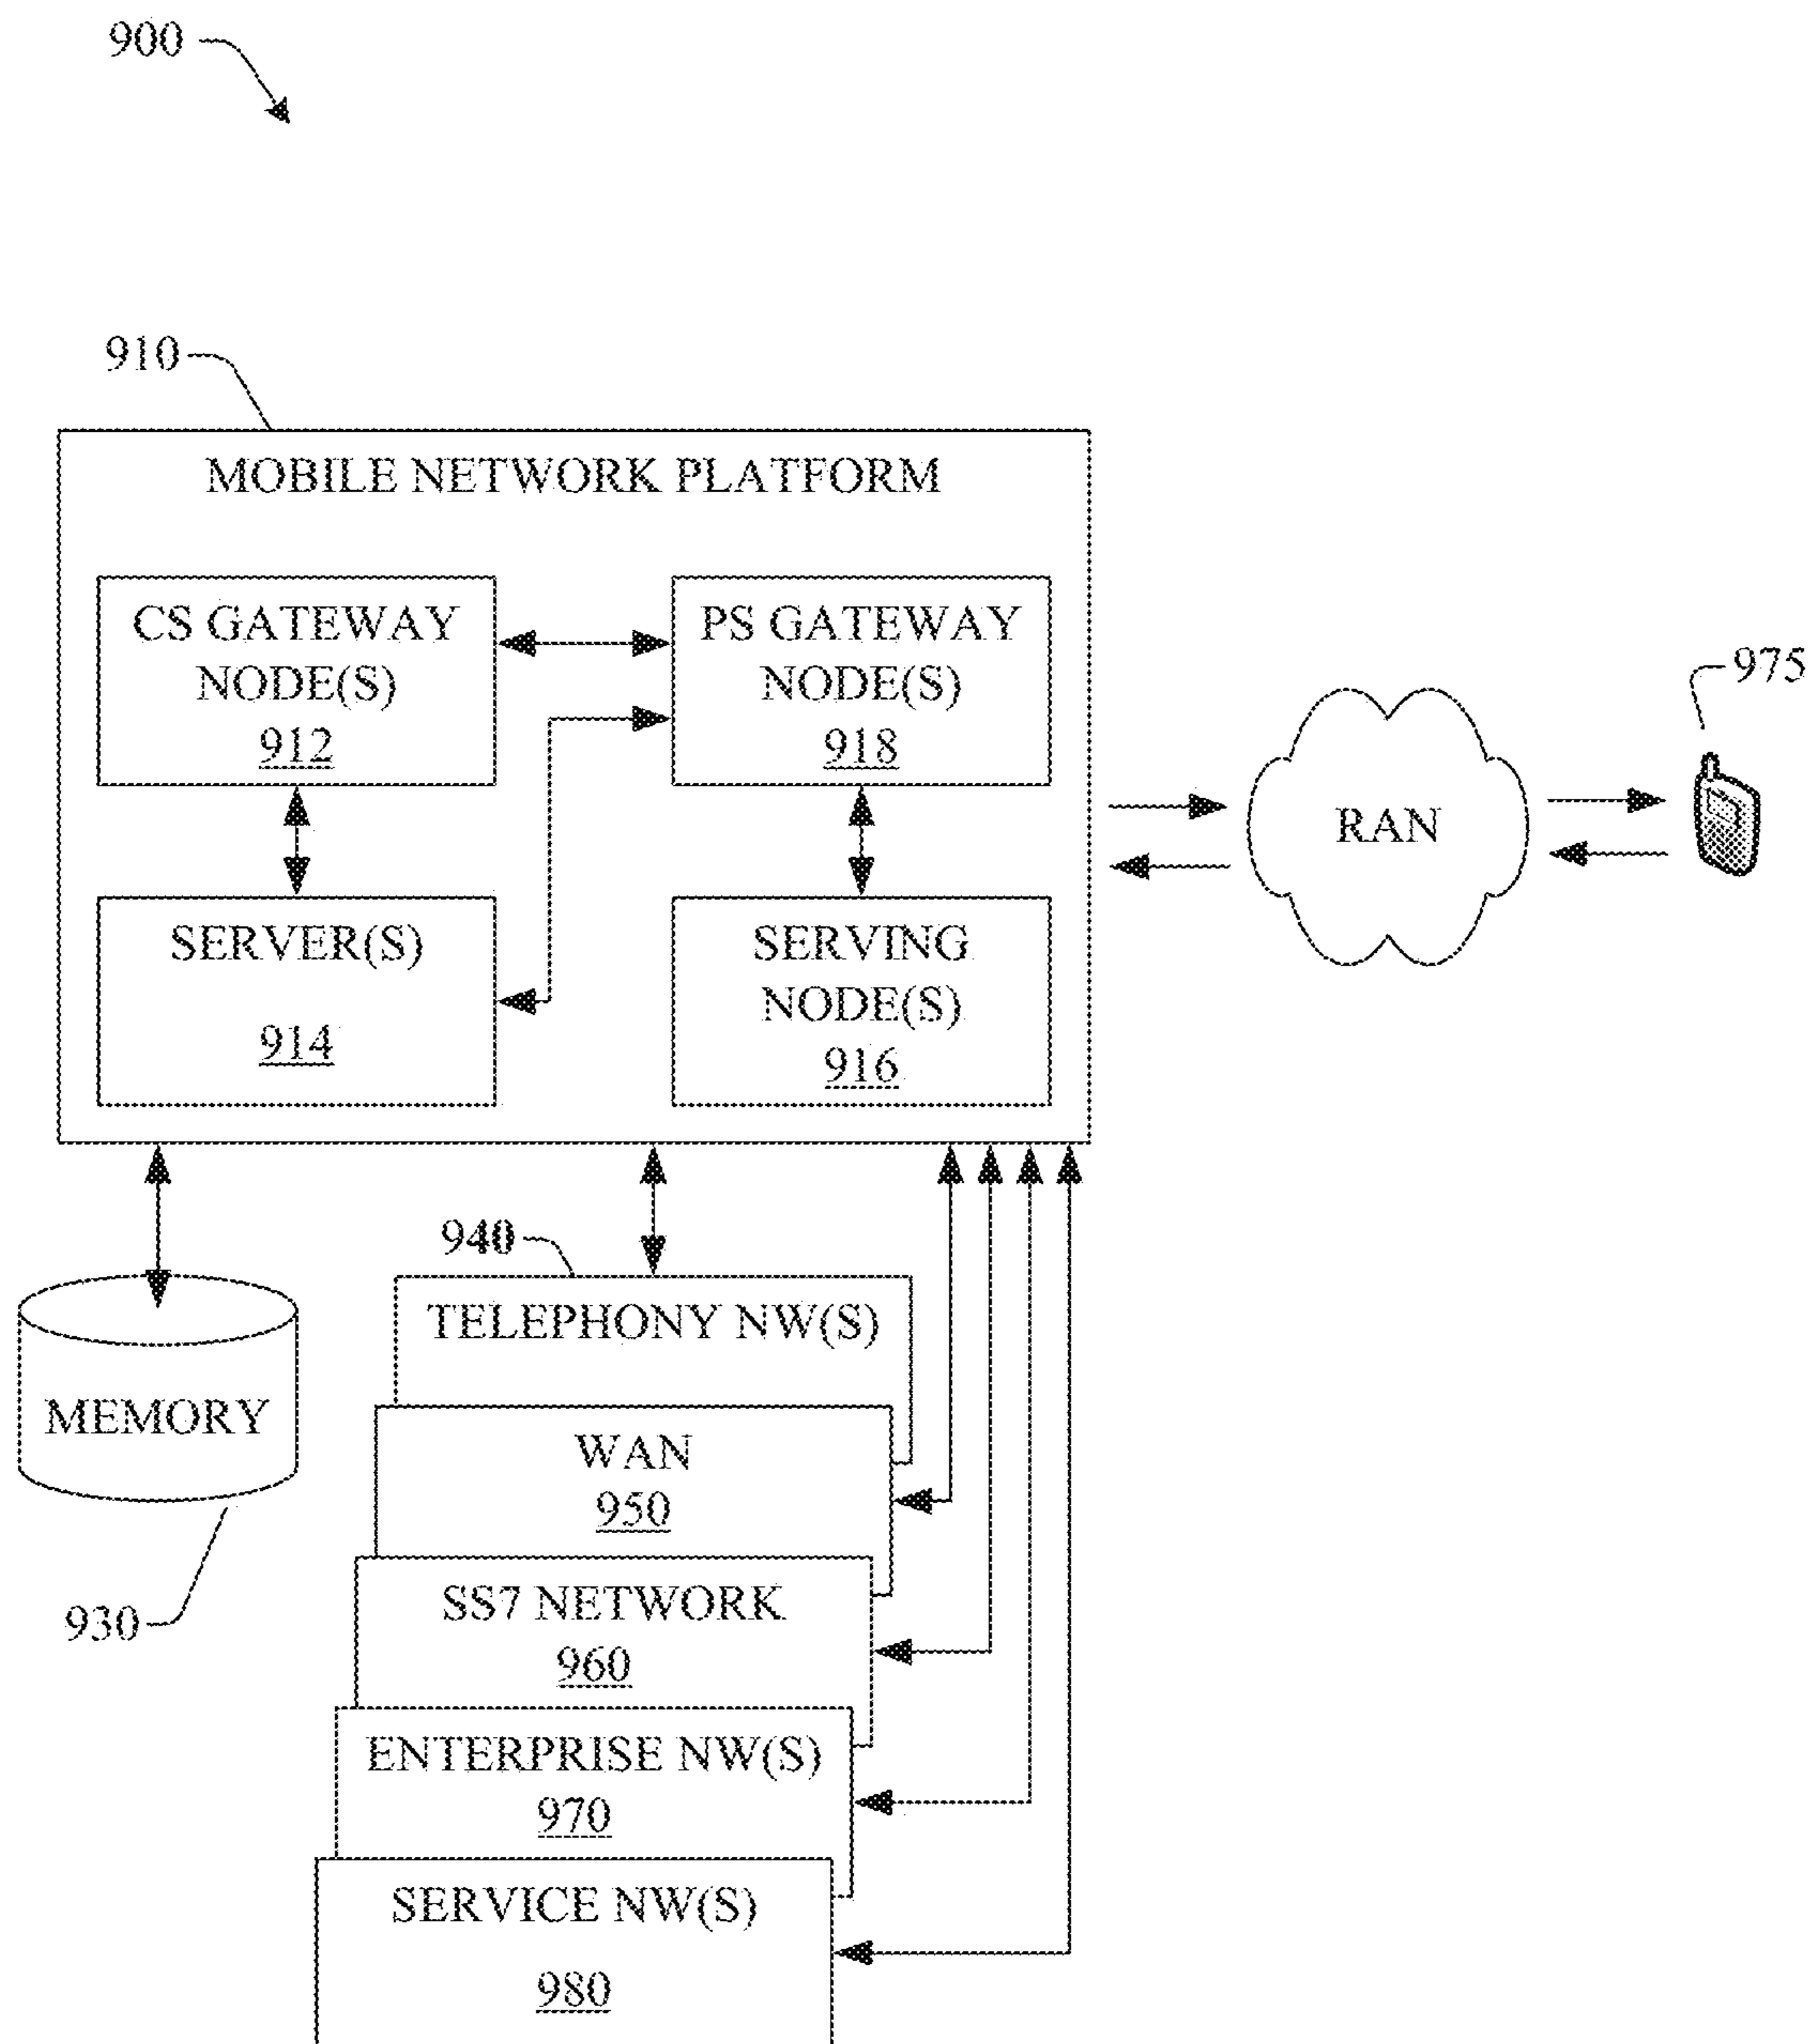 900
910
MOBILE NETWORK PLATFORM
CS GATEWAY
NODE(S)
912
PS GATEWAY
NODE(S)
918
SERVER(S)
914
SERVING
NODE(S)
916
RAN
975
940
TELEPHONY NW(S)
MEMORY
930
WAN
950
SS7 NETWORK
960
ENTERPRISE NW(S)
970
SERVICE NW(S)
980